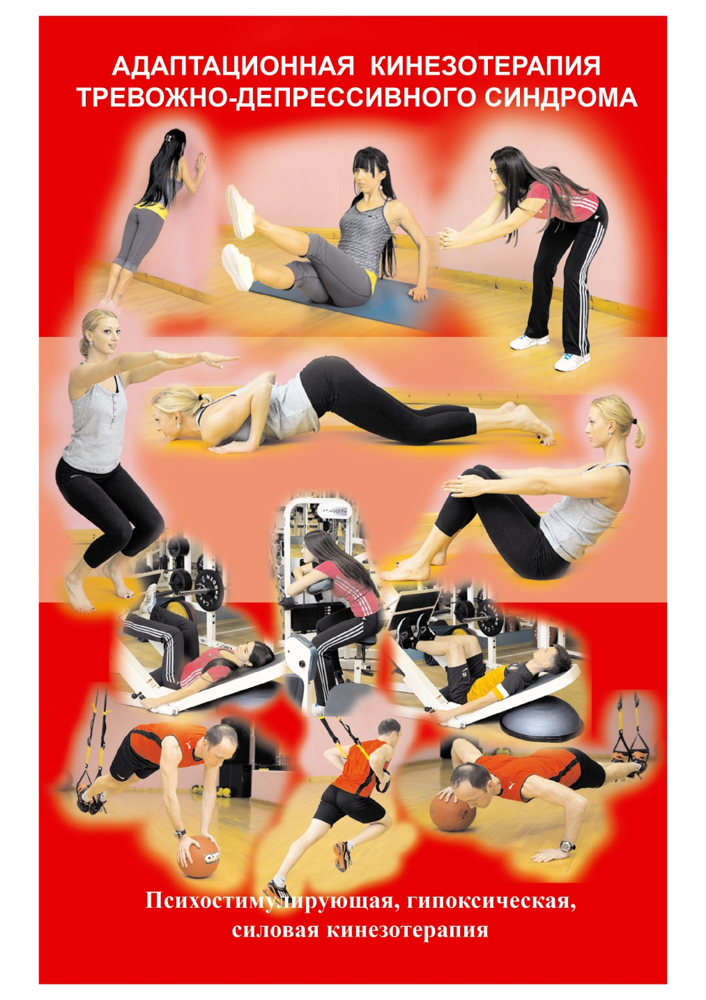 АДАПТАЦИОННАЯ КИНЕЗОТЕРАПИЯ
ТРЕВОЖНО-ДЕПРЕССИВНОГО СИНДРОМА
Психостимулирующая, гипоксическая,
силовая кинезотерапия